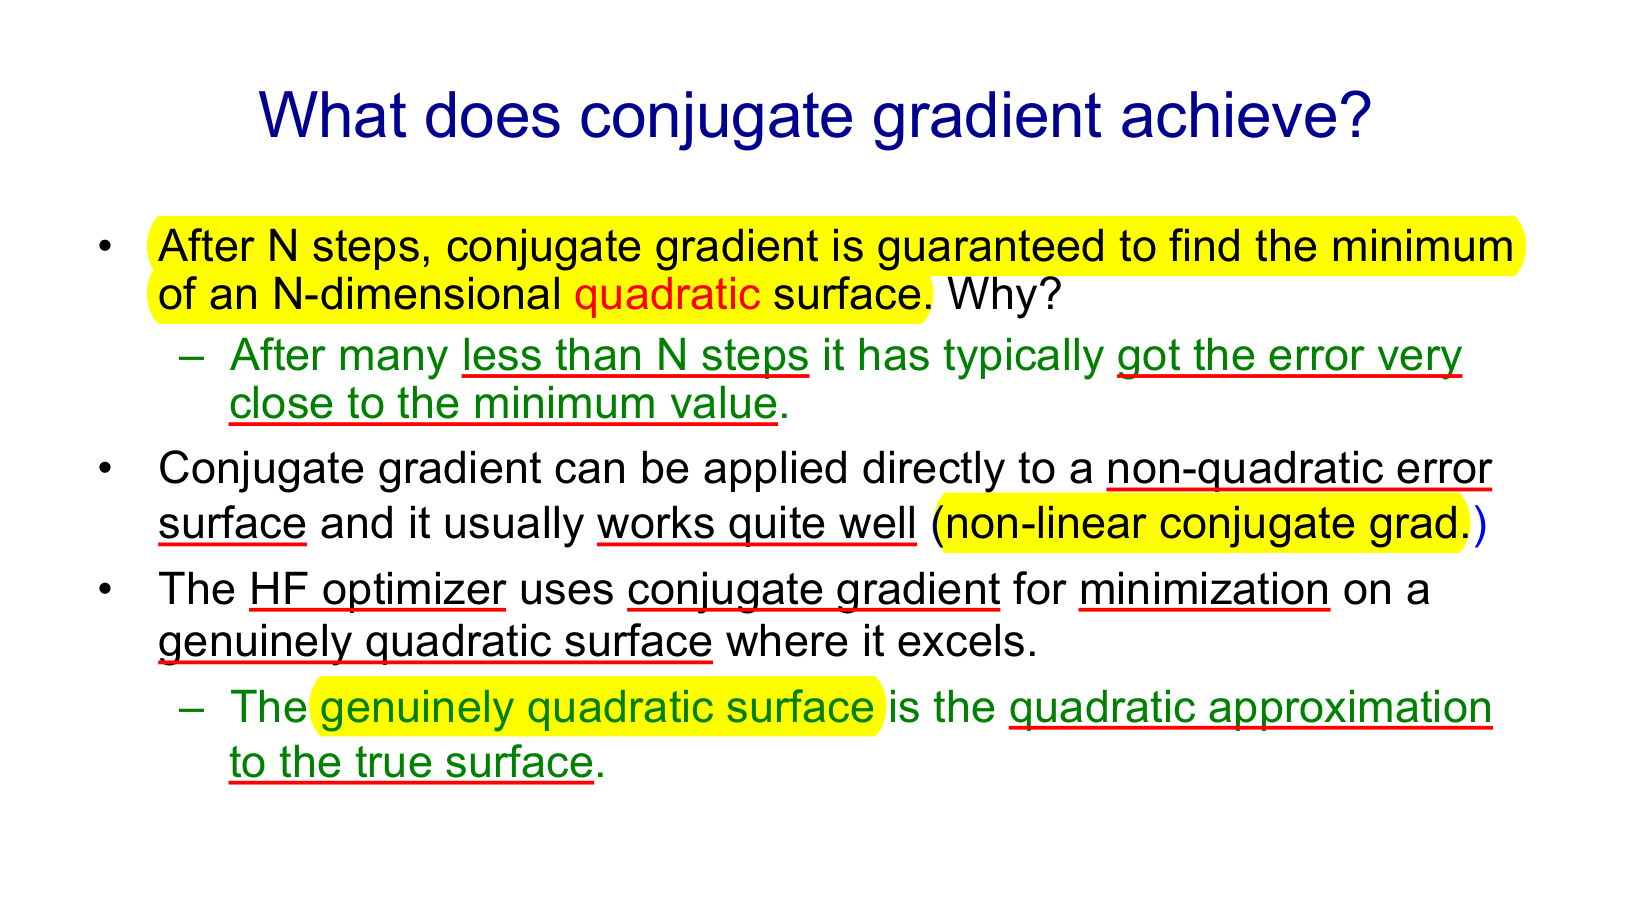 What does conjugate gradient achieve?
• After N steps, conjugate gradient is guaranteed to find the minimum
of an N-dimensional quadratic surface. Why?
– After many less than N steps it has typically got the error very
close to the minimum value.
• Conjugate gradient can be applied directly to a non-quadratic error
surface and it usually works quite well (non-linear conjugate grad.)
• The HF optimizer uses conjugate gradient for minimization on a
genuinely quadratic surface where it excels.
– The genuinely quadratic surface is the quadratic approximation
to the true surface.